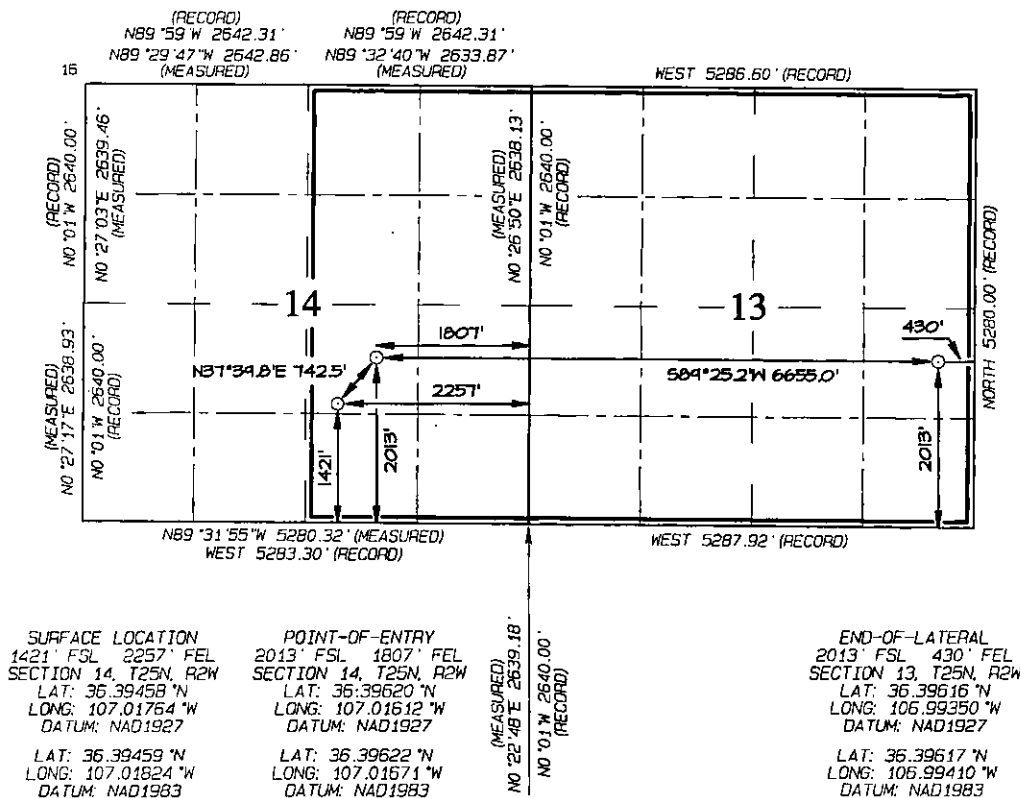 (RECORD)
N89°59'W 2642.31'
N89°29'47"W 2642.86'
(MEASURED)
(RECORD)
N89°59'W 2642.31'
N89°32'40"W 2633.87'
(MEASURED)
15
WEST 5286.60' (RECORD)
(RECORD)
N0°01'W 2640.00'
N0°27'03"E 2639.46'
(MEASURED)
(MEASURED)
N0°26'50"E 2638.13'
N0°01'W 2640.00'
(RECORD)
NORTH 5280.00' (RECORD)
14
13
1807'
430'
N37°39.8'E 742.5'
S89°25.2'W 6655.0'
2257'
(MEASURED)
N0°27'17"E 2638.93'
N0°01'W 2640.00'
(RECORD)
1421'
2013'
2013'
N89°31'55"W 5280.32' (MEASURED)
WEST 5283.30' (RECORD)
WEST 5287.92' (RECORD)
(MEASURED)
N0°22'48"E 2639.18'
N0°01'W 2640.00'
(RECORD)
SURFACE LOCATION
1421' FSL 2257' FEL
SECTION 14, T25N, R2W
LAT: 36.39458°N
LONG: 107.01764°W
DATUM: NAD1927
LAT: 36.39459°N
LONG: 107.01824°W
DATUM: NAD1983
POINT-OF-ENTRY
2013' FSL 1807' FEL
SECTION 14, T25N, R2W
LAT: 36.39620°N
LONG: 107.01612°W
DATUM: NAD1927
LAT: 36.39622°N
LONG: 107.01671°W
DATUM: NAD1983
END-OF-LATERAL
2013' FSL 430' FEL
SECTION 13, T25N, R2W
LAT: 36.39616°N
LONG: 106.99350°W
DATUM: NAD1927
LAT: 36.39617°N
LONG: 106.99410°W
DATUM: NAD1983